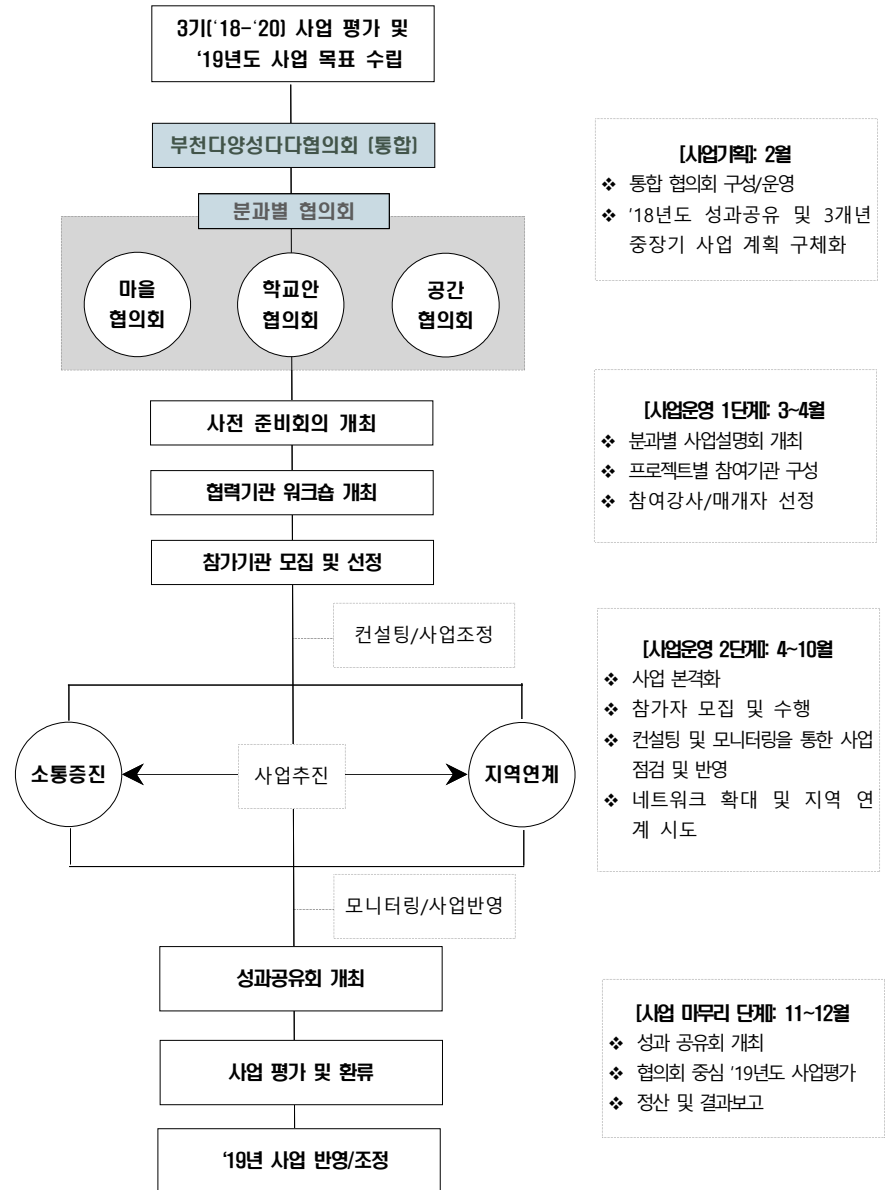 3기('18-'20) 사업 평가 및
'19년도 사업 목표 수립
부천다양성다다협의회 (통합)
분과별 협의회
마을
협의회
학교안
협의회
공간
협의회
사전 준비회의 개최
협력기관 워크숍 개최
참가기관 모집 및 선정
컨설팅/사업조정
소통증진
사업추진
지역연계
모니터링/사업반영
성과공유회 개최
사업 평가 및 환류
'19년 사업 반영/조정
[사업기획]: 2월
❖ 통합 협의회 구성/운영
❖ '18년도 성과공유 및 3개년
중장기 사업 계획 구체화
[사업운영 1단계]: 3~4월
❖ 분과별 사업설명회 개최
❖ 프로젝트별 참여기관 구성
❖ 참여강사/매개자 선정
[사업운영 2단계]: 4~10월
❖ 사업 본격화
❖ 참가자 모집 및 수행
❖ 컨설팅 및 모니터링을 통한 사업
점검 및 반영
❖ 네트워크 확대 및 지역 연
계 시도
[사업 마무리 단계]: 11~12월
❖ 성과 공유회 개최
❖ 협의회 중심 '19년도 사업평가
❖ 정산 및 결과보고